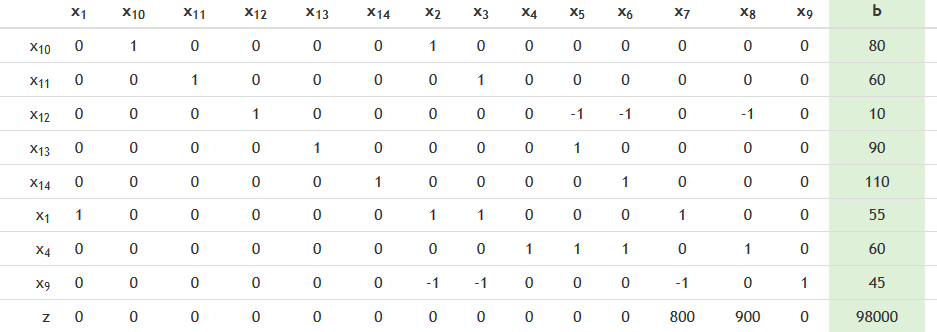 x1 x10 x11 x12 x13 x14 x2 x3 x4 x5 x6 x7 x8 x9 b
x10 0 1 0 0 0 0 1 0 0 0 0 0 0 0 80
x11 0 0 1 0 0 0 0 1 0 0 0 0 0 0 60
x12 0 0 0 1 0 0 0 0 0 -1 -1 0 -1 0 10
x13 0 0 0 0 1 0 0 0 0 1 0 0 0 0 90
x14 0 0 0 0 0 1 0 0 0 0 1 0 0 0 110
x1 1 0 0 0 0 0 1 1 0 0 0 1 0 0 55
x4 0 0 0 0 0 0 0 0 1 1 1 0 1 0 60
x9 0 0 0 0 0 0 -1 -1 0 0 0 -1 0 1 45
z 0 0 0 0 0 0 0 0 0 0 0 800 900 0 98000